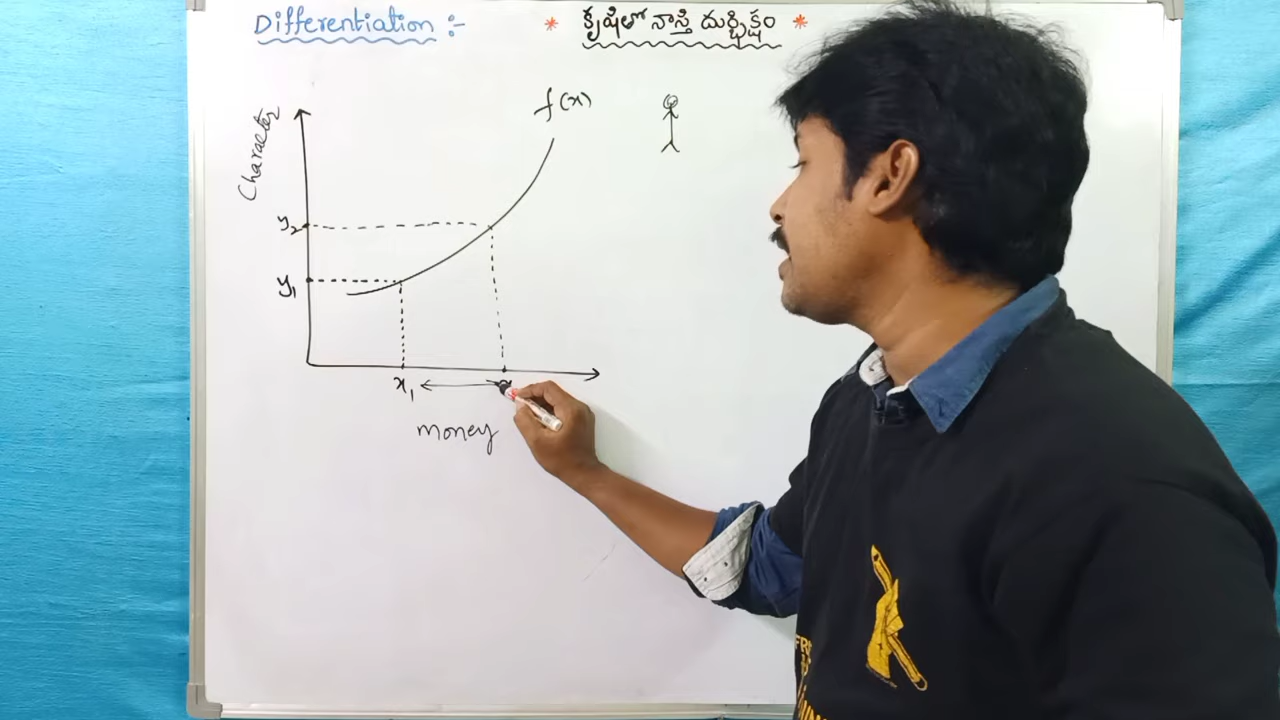 Differentiation :-
* కృషిలో నాస్తి దుర్భిక్షం *
f(x)
Character
y₂
y₁
x₁
money